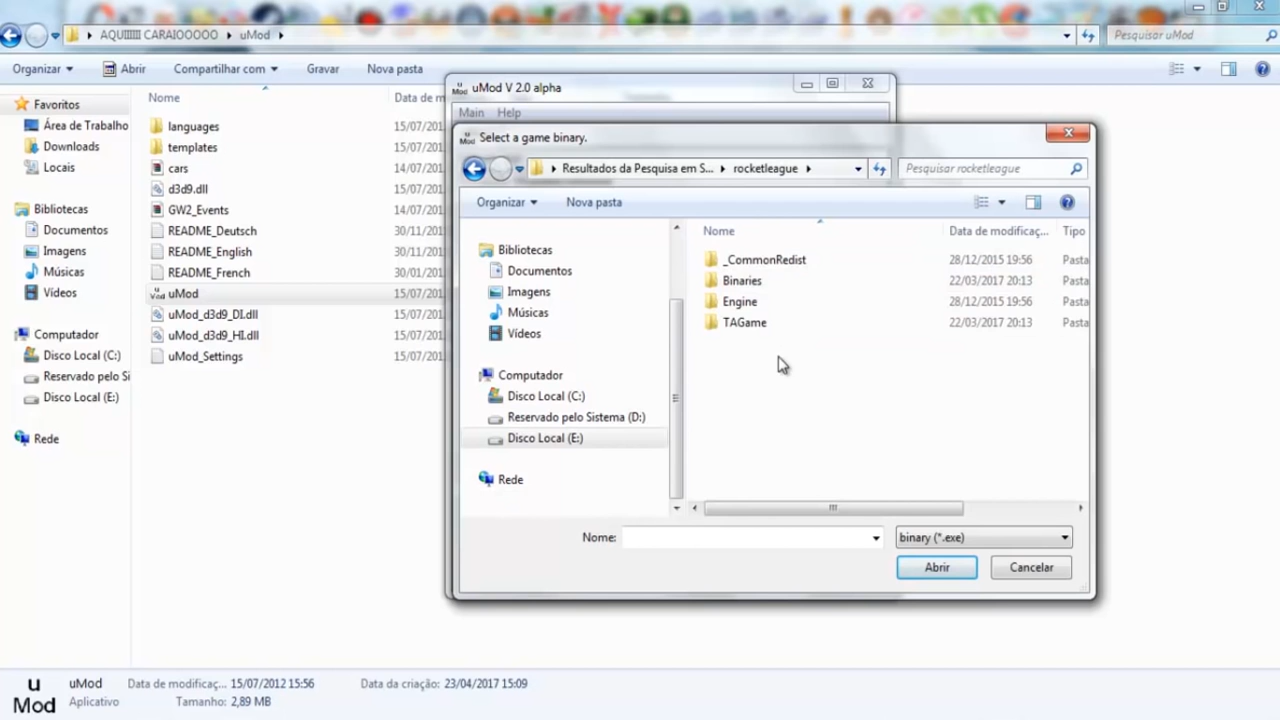 AQUIIIIII CARAIOOOOO uMod
Pesquisar uMod
Organizar Abrir Compartilhar com Gravar Nova pasta
Nome
Favoritos
Área de Trabalho
Downloads
Locais
Bibliotecas
Documentos
Imagens
Músicas
Vídeos
Computador
Disco Local (C:)
Reservado pelo Si
Disco Local (E:)
Rede
Data de m
languages 15/07/201
templates 15/07/201
cars 14/07/201
d3d9.dll 15/07/201
GW2_Events 14/07/201
README_Deutsch 30/11/201
README_English 30/11/201
README_French 30/01/201
uMod 15/07/201
uMod_d3d9_DI.dll 15/07/201
uMod_d3d9_HI.dll 15/07/201
uMod_Settings 15/07/201
uMod V 2.0 alpha
Main Help
Select a game binary.
Resultados da Pesquisa em S... rocketleague
Pesquisar rocketleague
Organizar Nova pasta
Bibliotecas
Documentos
Imagens
Músicas
Vídeos
Computador
Disco Local (C:)
Reservado pelo Sistema (D:)
Disco Local (E:)
Rede
Nome Data de modificaç... Tipo
_CommonRedist 28/12/2015 19:56 Pasta
Binaries 22/03/2017 20:13 Pasta
Engine 28/12/2015 19:56 Pasta
TAGame 22/03/2017 20:13 Pasta
Nome: binary (*.exe)
Abrir Cancelar
u
Mod
uMod Data de modificaç... 15/07/2012 15:56 Data da criação: 23/04/2017 15:09
Aplicativo Tamanho: 2,89 MB